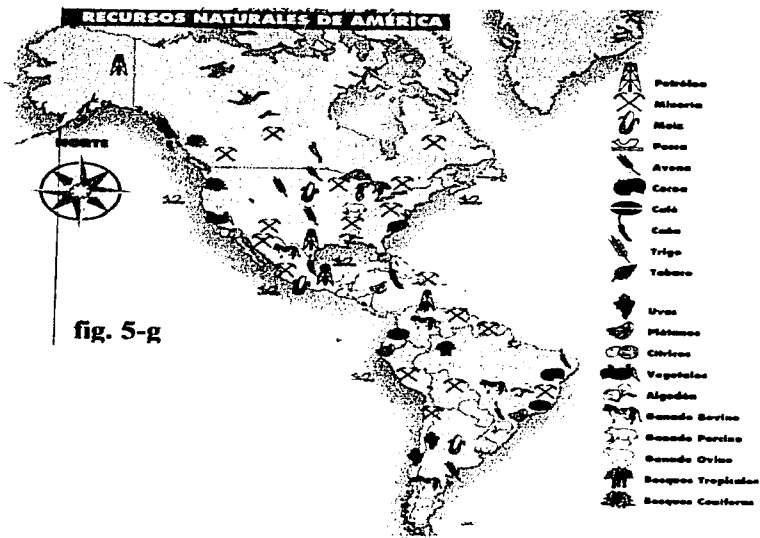 RECURSOS NATURALES DE AMÉRICA
NORTE
fig. 5-g
Petróleo
Minería
Maíz
Pesca
Avena
Cacao
Café
Caña
Trigo
Tabaco
Uvas
Plátanos
Cítricos
Vegetales
Algodón
Ganado Bovino
Ganado Porcino
Ganado Ovino
Bosques Tropicales
Bosques Coníferas